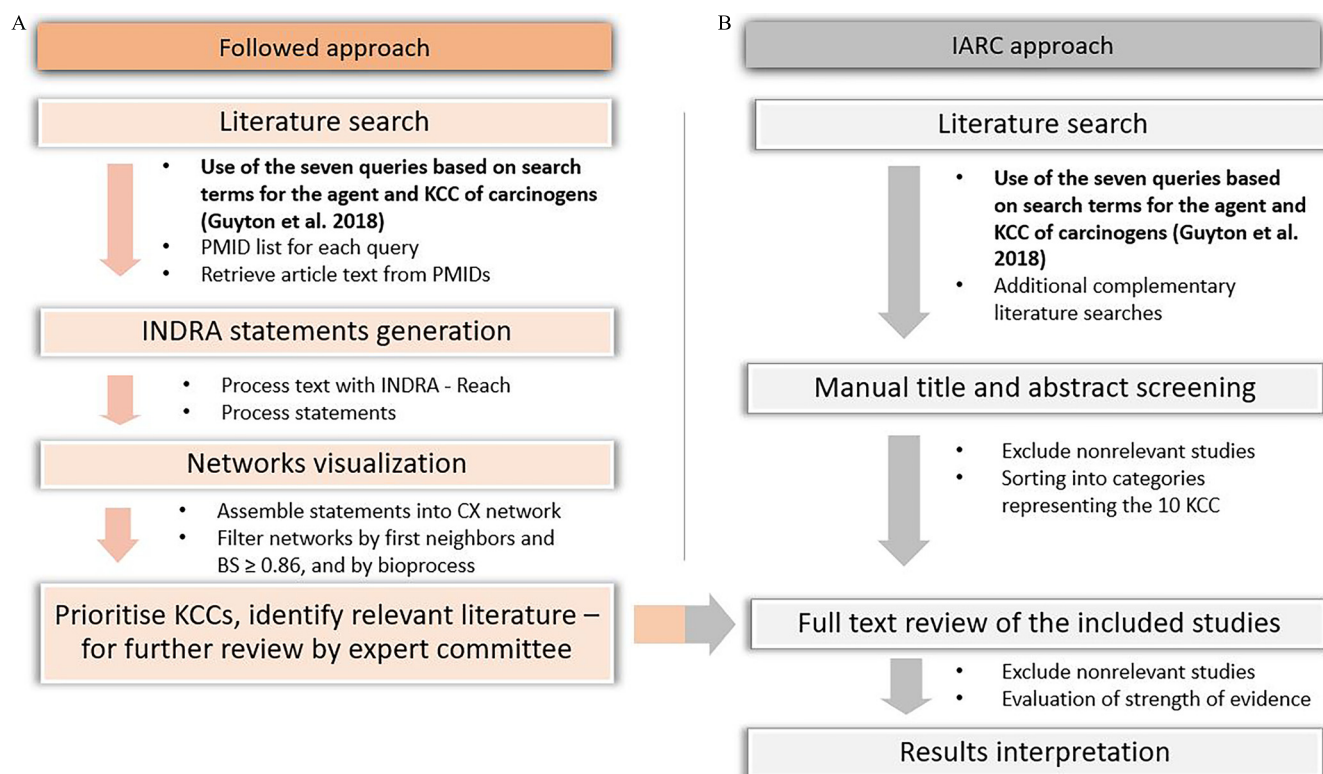 A
Followed approach
Literature search
• Use of the seven queries based on search
terms for the agent and KCC of carcinogens
(Guyton et al. 2018)
• PMID list for each query
• Retrieve article text from PMIDs
INDRA statements generation
• Process text with INDRA - Reach
• Process statements
Networks visualization
• Assemble statements into CX network
• Filter networks by first neighbors and
BS ≥ 0.86, and by bioprocess
Prioritise KCCs, identify relevant literature –
for further review by expert committee
B
IARC approach
Literature search
• Use of the seven queries based
on search terms for the agent and
KCC of carcinogens (Guyton et al.
2018)
• Additional complementary
literature searches
Manual title and abstract screening
• Exclude nonrelevant studies
• Sorting into categories
representing the 10 KCC
Full text review of the included studies
• Exclude nonrelevant studies
• Evaluation of strength of evidence
Results interpretation